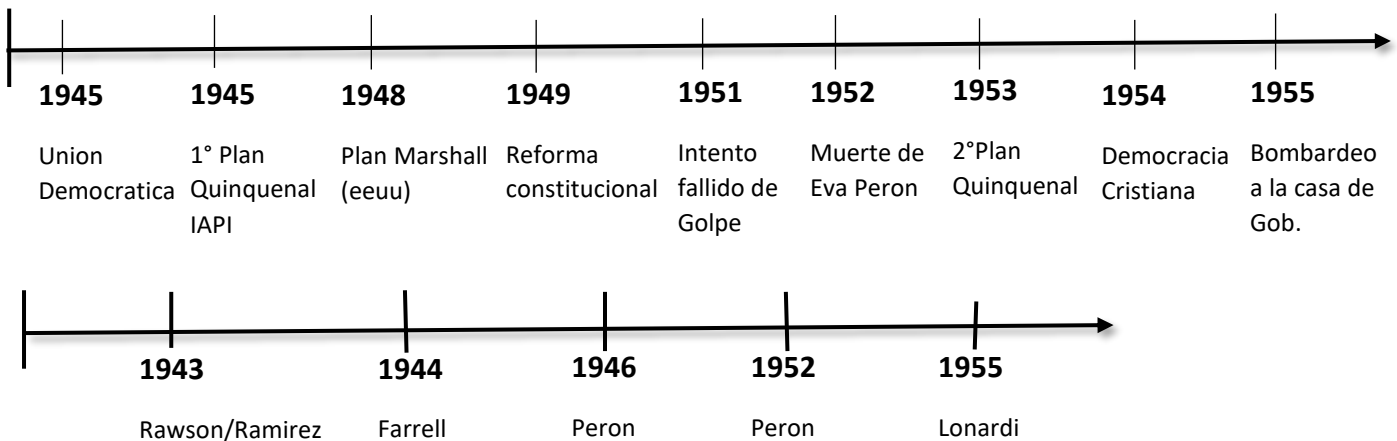 1945 1945 1948 1949 1951 1952 1953 1954 1955
Union Democratica
1° Plan Quinquenal IAPI
Plan Marshall (eeuu)
Reforma constitucional
Intento fallido de Golpe
Muerte de Eva Peron
2°Plan Quinquenal
Democracia Cristiana
Bombardeo a la casa de Gob.
1943 1944 1946 1952 1955
Rawson/Ramirez Farrell Peron Peron Lonardi